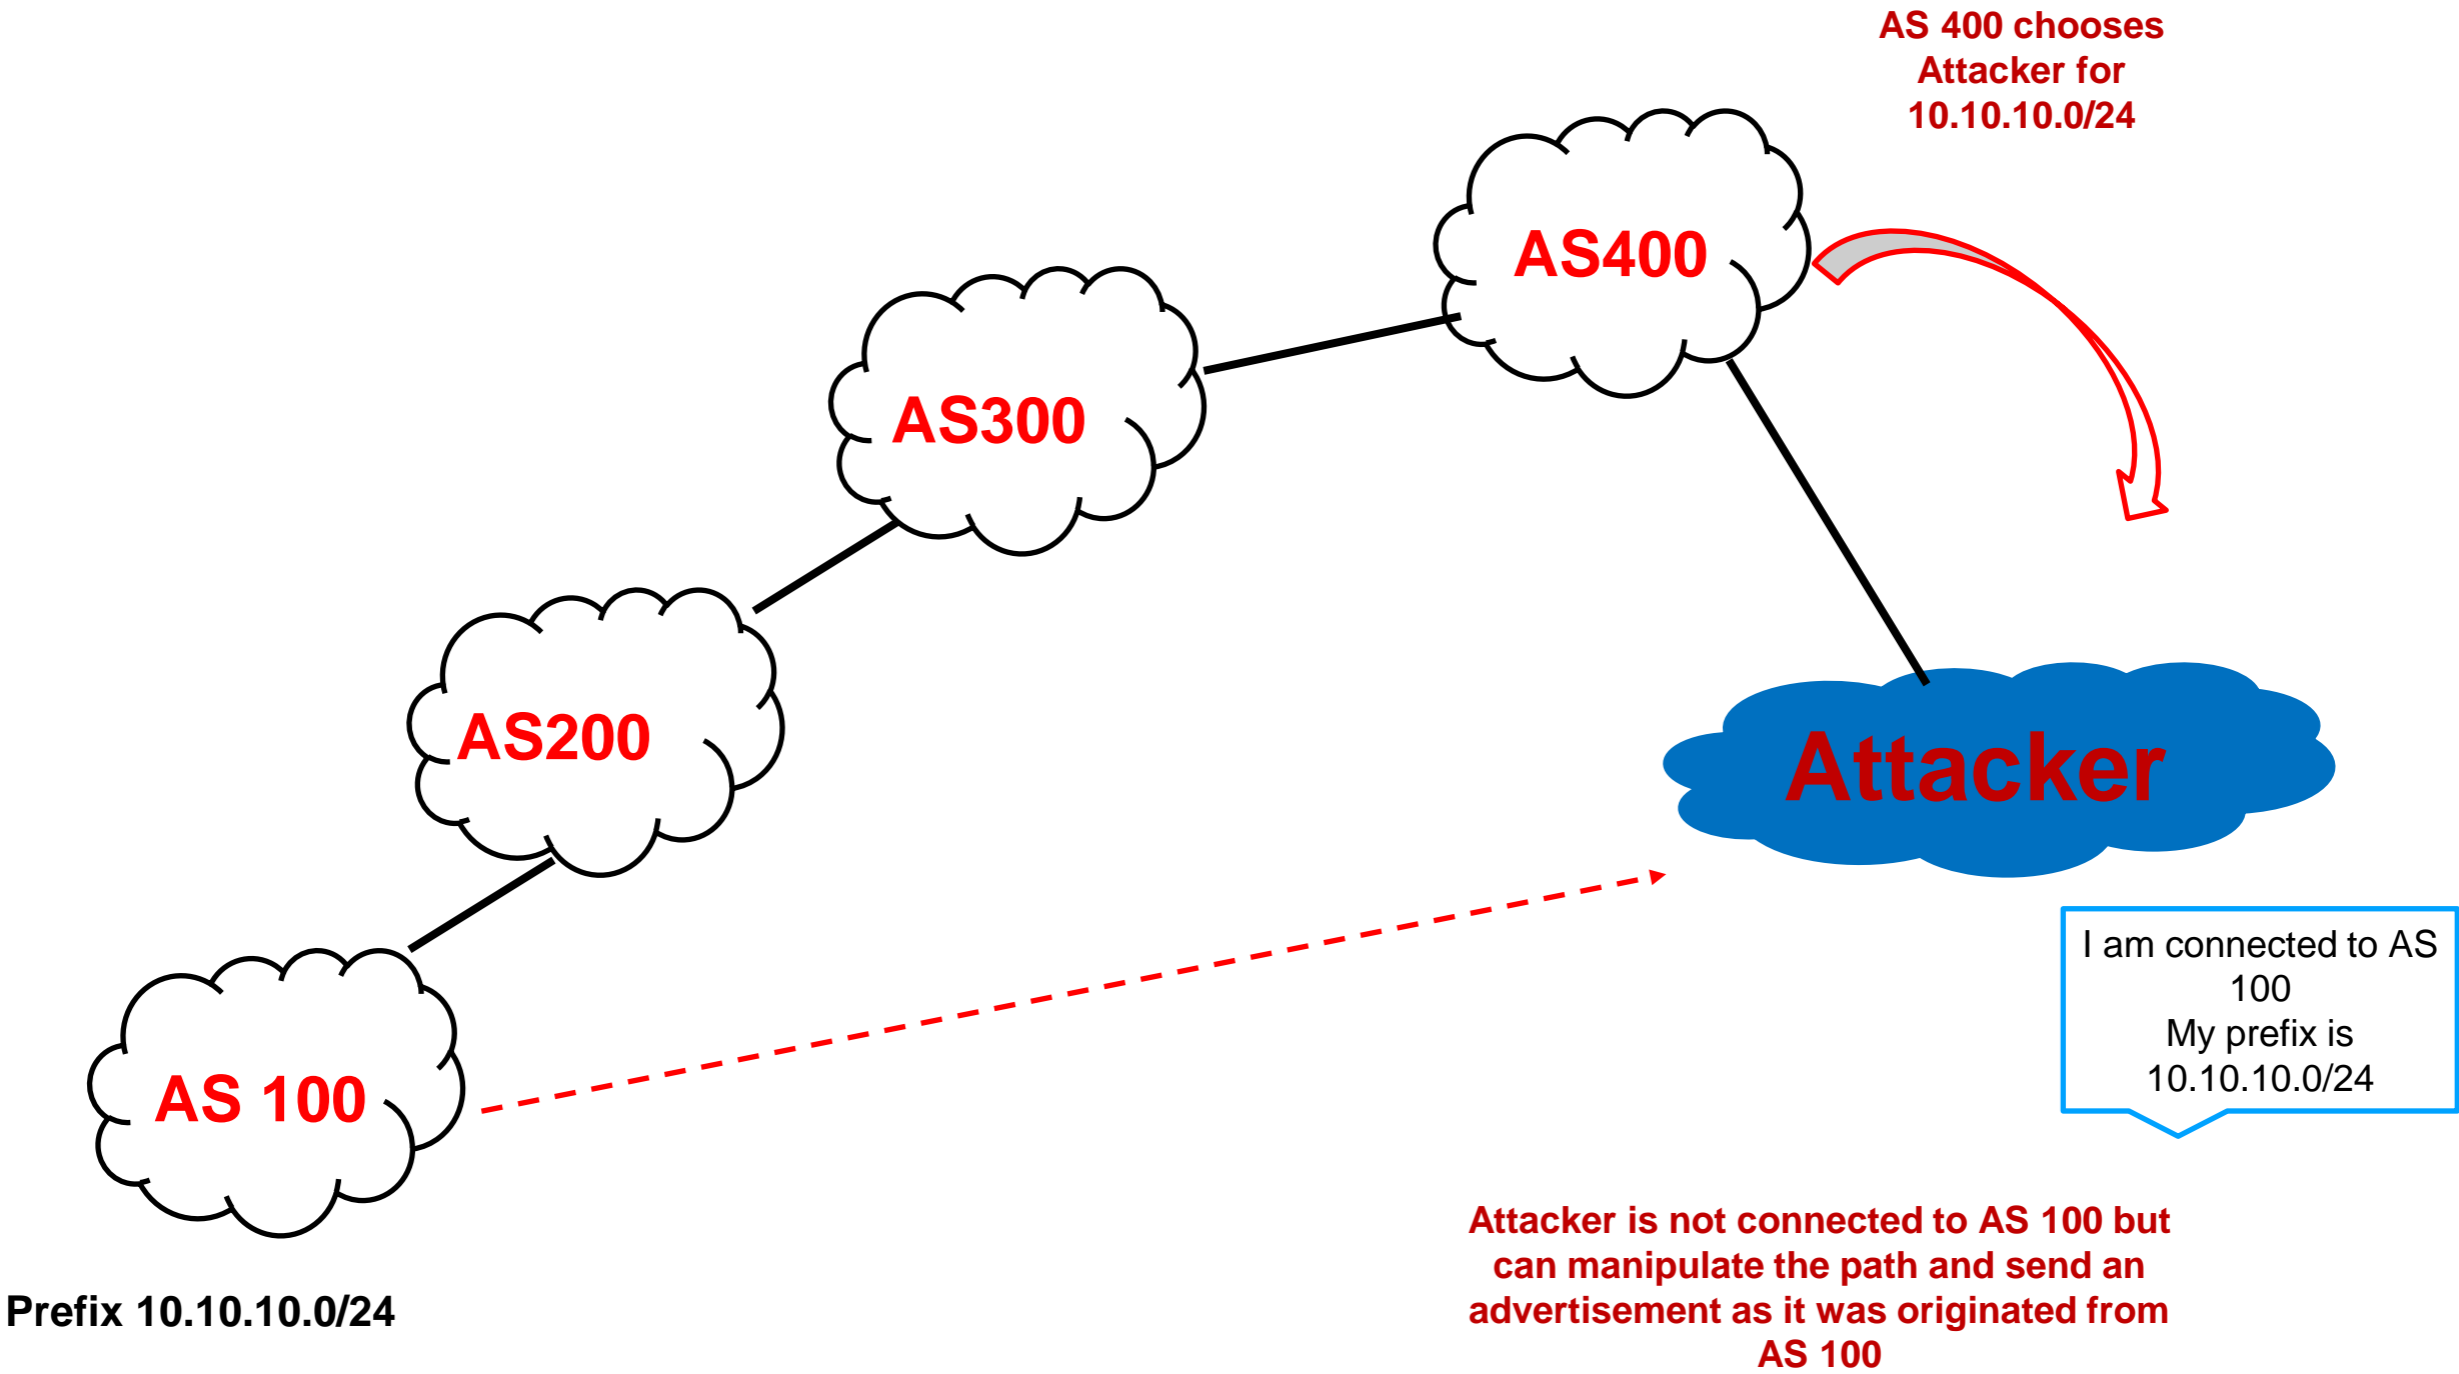 AS 400 chooses
Attacker for
10.10.10.0/24
AS400
AS300
AS200
Attacker
I am connected to AS
100
My prefix is
10.10.10.0/24
AS 100
Attacker is not connected to AS 100 but
can manipulate the path and send an
advertisement as it was originated from
AS 100
Prefix 10.10.10.0/24